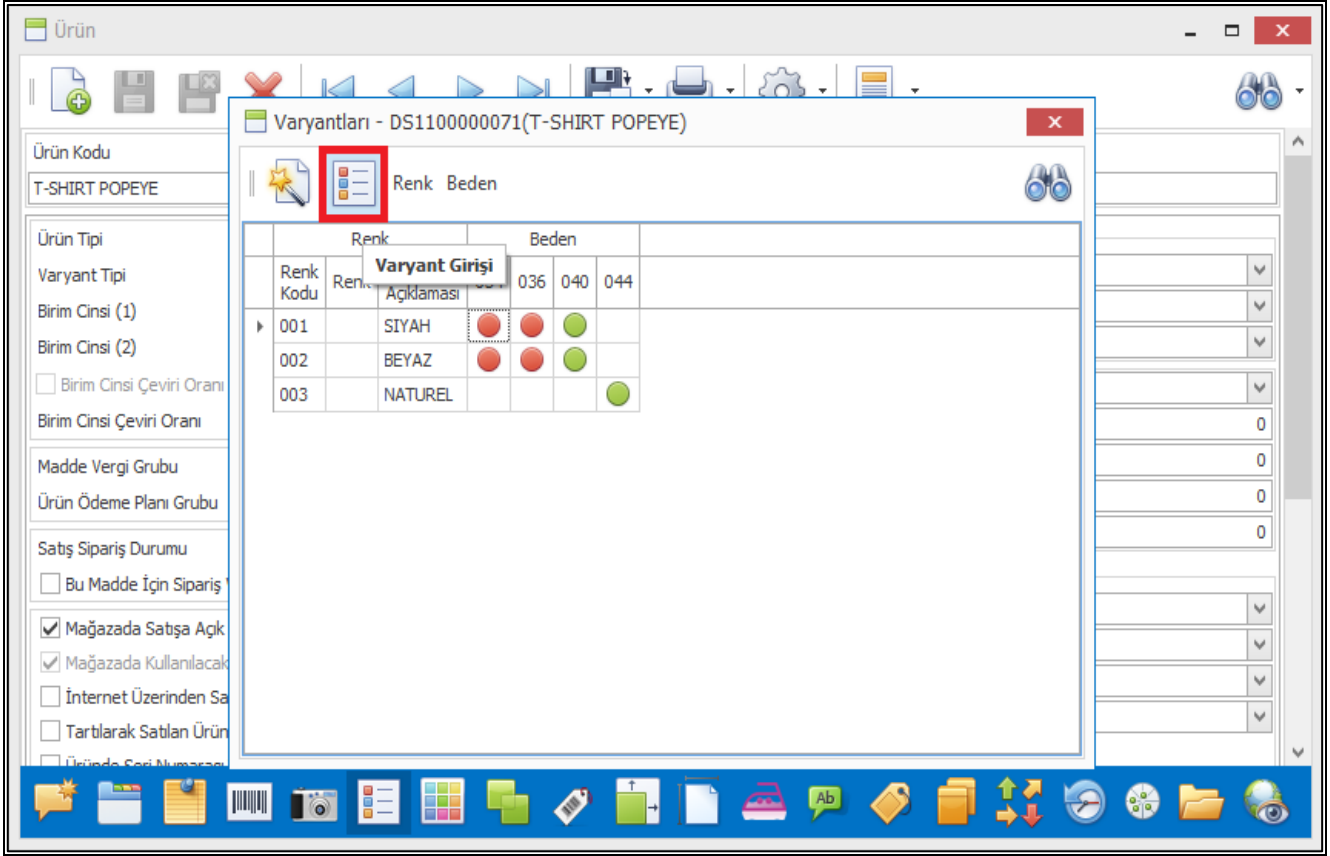 Ürün
Varyantları - DS1100000071(T-SHIRT POPEYE)
Renk Beden
Ürün Kodu
T-SHIRT POPEYE
Ürün Tipi
Varyant Tipi
Birim Cinsi (1)
Birim Cinsi (2)
Birim Cinsi Çeviri Oranı
Birim Cinsi Çeviri Oranı
Madde Vergi Grubu
Ürün Ödeme Planı Grubu
Satış Sipariş Durumu
Bu Madde İçin Sipariş
Mağazada Satışa Açık
Mağazada Kullanılacak
İnternet Üzerinden Sa
Tartılarak Satılan Ürün
Renk Beden
Varyant Girişi
Renk Kodu Renk Açıklaması 036 040 044
001 SIYAH
002 BEYAZ
003 NATUREL
0
0
0
0
Ab